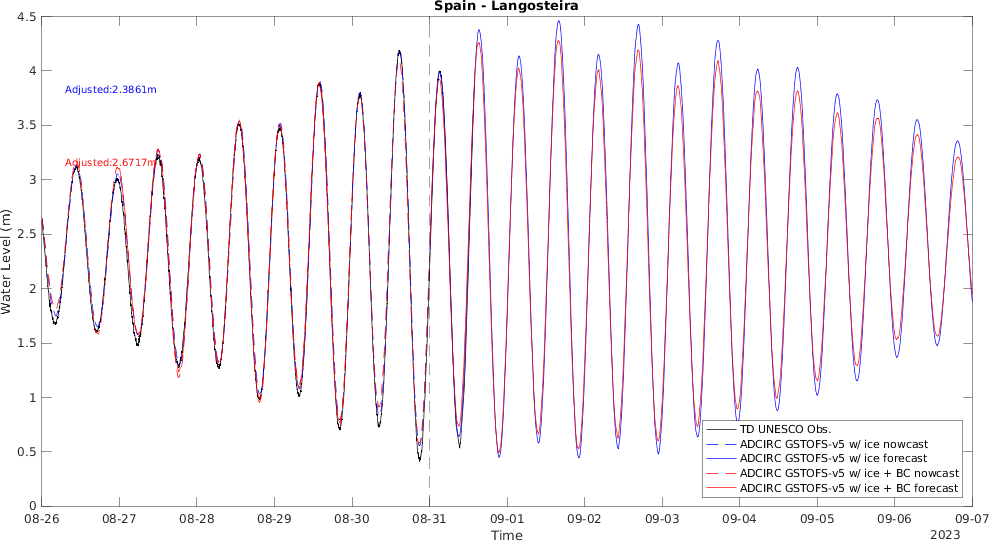 Spain - Langosteira
4.5
4
3.5
3
2.5
2
1.5
1
0.5
0
Water Level (m)
Adjusted:2.3861m
Adjusted:2.6717m
TD UNESCO Obs.
ADCIRC GSTOFS-v5 w/ ice nowcast
ADCIRC GSTOFS-v5 w/ ice forecast
ADCIRC GSTOFS-v5 w/ ice + BC nowcast
ADCIRC GSTOFS-v5 w/ ice + BC forecast
08-26 08-27 08-28 08-29 08-30 08-31 09-01 09-02 09-03 09-04 09-05 09-06 09-07
Time
2023